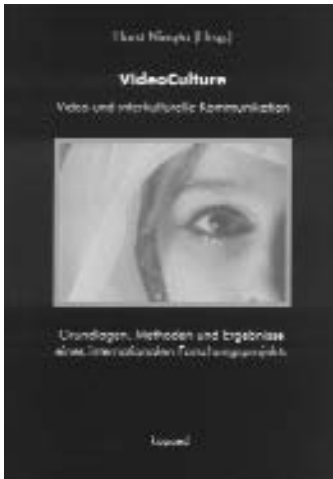 Horst Niesyto (Hrsg.)
VideoCulture
Video und interkulturelle Kommunikation
Grundlagen, Methoden und Ergebnisse
eines internationalen Forschungsprojekts
kopaed